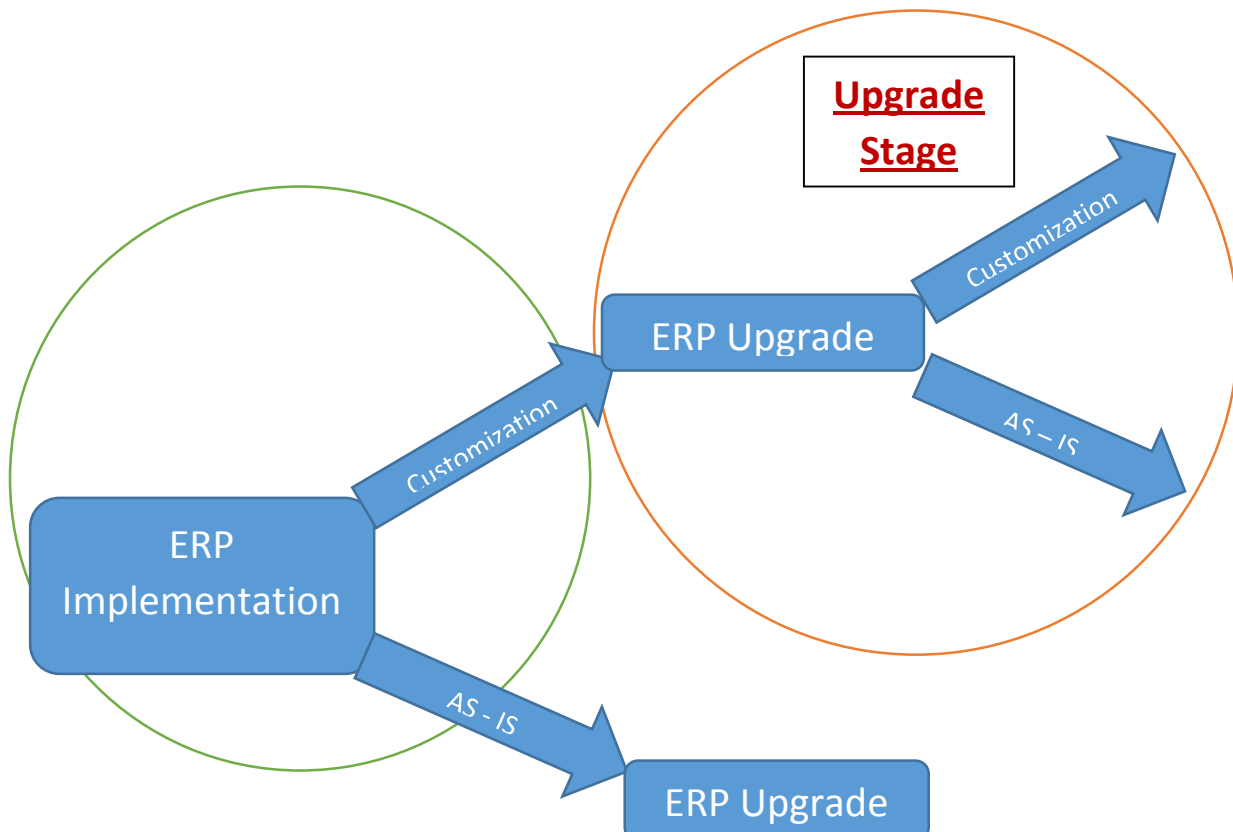 Upgrade
Stage
Customization
ERP Upgrade
Customization
AS – IS
ERP
Implementation
AS - IS
ERP Upgrade